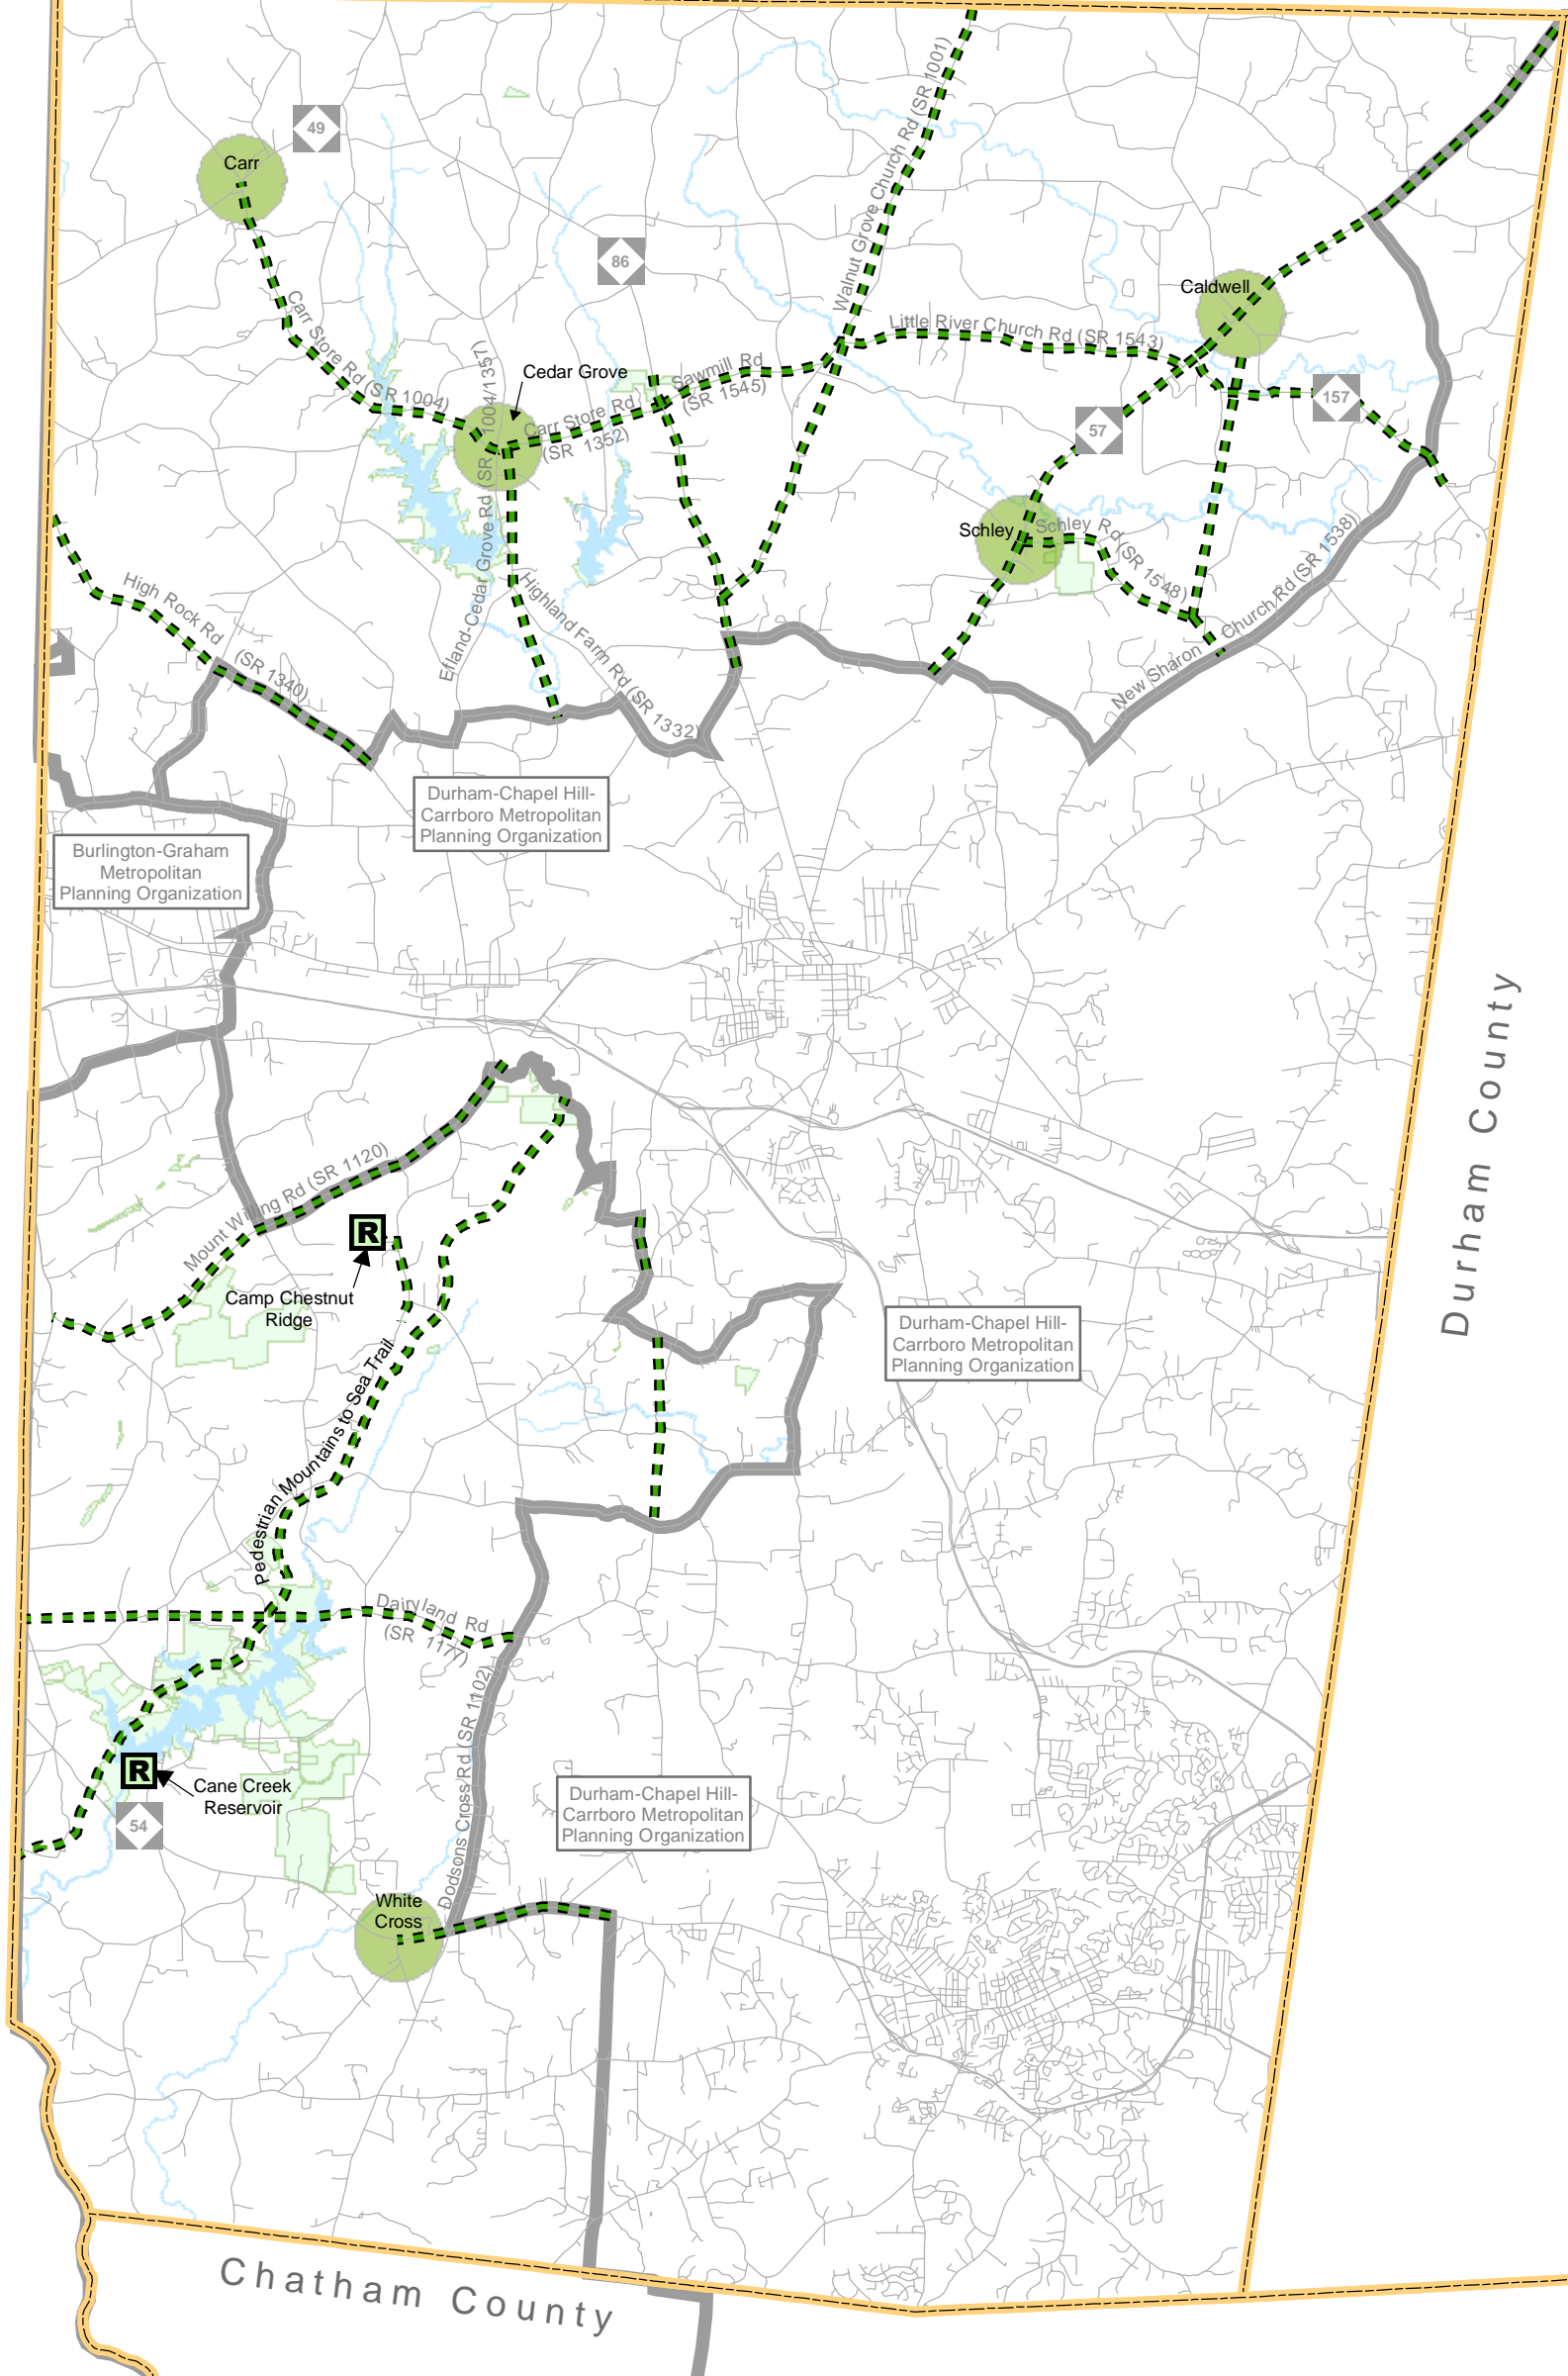 49
Carr
86
Walnut Grove Church Rd (SR 1001)
Caldwell
Carr Store Rd (SR 1004)
Little River Church Rd (SR 1543)
Cedar Grove
Sawmill Rd
(SR 1545)
Carr Store Rd
(SR 1352)
157
57
Efland-Cedar Grove Rd (SR 1004/1357)
Schley
Schley Rd (SR 1548)
High Rock Rd
(SR 1340)
Highland Farm Rd (SR 1332)
New Sharon Church Rd (SR 1538)
Durham-Chapel Hill-
Carrboro Metropolitan
Planning Organization
Burlington-Graham
Metropolitan
Planning Organization
Durham County
Mount Willing Rd (SR 1120)
R
Camp Chestnut
Ridge
Durham-Chapel Hill-
Carrboro Metropolitan
Planning Organization
Pedestrian Mountains to Sea Trail
Dairyland Rd
(SR 1177)
Dodsons Cross Rd (SR 1102)
R
Cane Creek
Reservoir
54
Durham-Chapel Hill-
Carrboro Metropolitan
Planning Organization
White
Cross
Chatham County